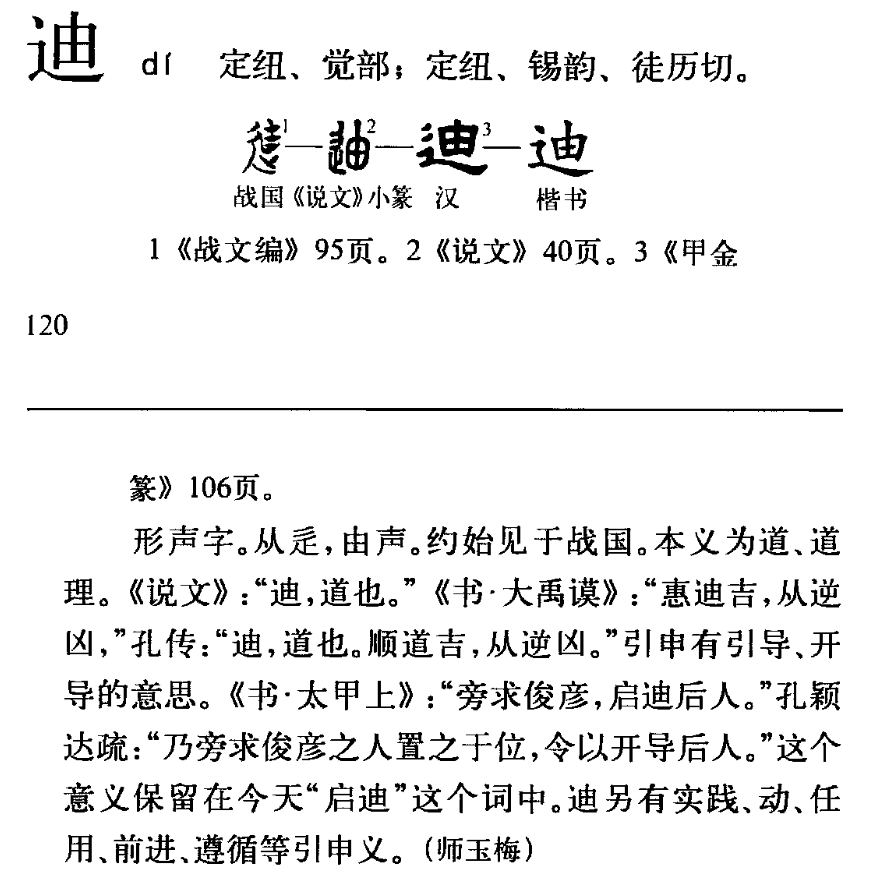 迪 dí 定纽、觉部；定纽、锡韵、徒历切。
1—迪2—迪3—迪
战国《说文》小篆 汉 楷书
1《战文编》95页。2《说文》40页。3《甲金
120
篆》106页。
形声字。从辵，由声。约始见于战国。本义为道、道
理。《说文》：“迪，道也。”《书·大禹谟》：“惠迪吉，从逆
凶，”孔传：“迪，道也。顺道吉，从逆凶。”引申有引导、开
导的意思。《书·太甲上》：“旁求俊彦，启迪后人。”孔颖
达疏：“乃旁求俊彦之人置之于位，令以开导后人。”这个
意义保留在今天“启迪”这个词中。迪另有实践、动、任
用、前进、遵循等引申义。（师玉梅）